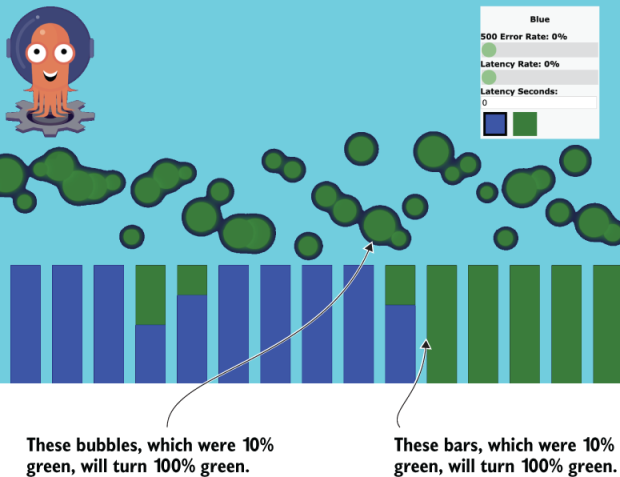 Blue
500 Error Rate: 0%
Latency Rate: 0%
Latency Seconds:
0
These bubbles, which were 10%
green, will turn 100% green.
These bars, which were 10%
green, will turn 100% green.